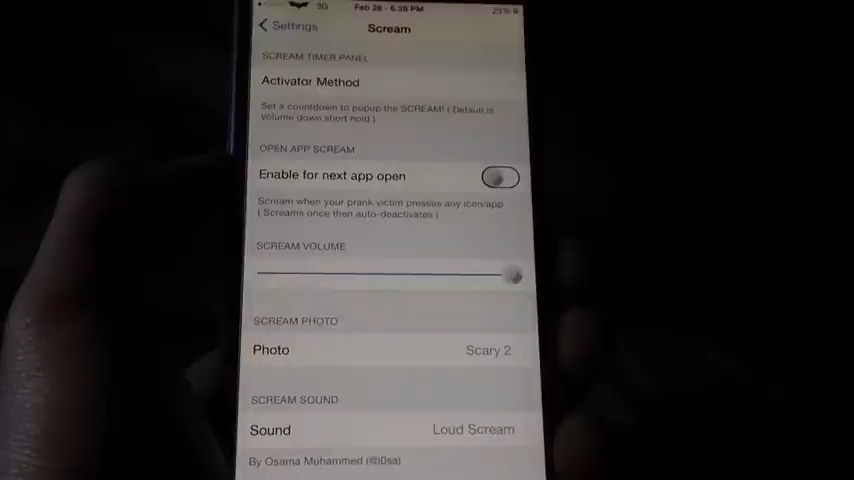 3G Feb 26 - 6:35 PM 25%
Settings Scream
SCREAM TIMER PANEL
Activator Method
Set a countdown to popup the SCREAM! ( Default is
Volume down short hold )
OPEN APP SCREAM
Enable for next app open
Scream when your prank victim presses any icon/app
( Screams once then auto-deactivates )
SCREAM VOLUME
SCREAM PHOTO
Photo Scary 2
SCREAM SOUND
Sound Loud Scream
By Osama Muhammed (@i0sa)